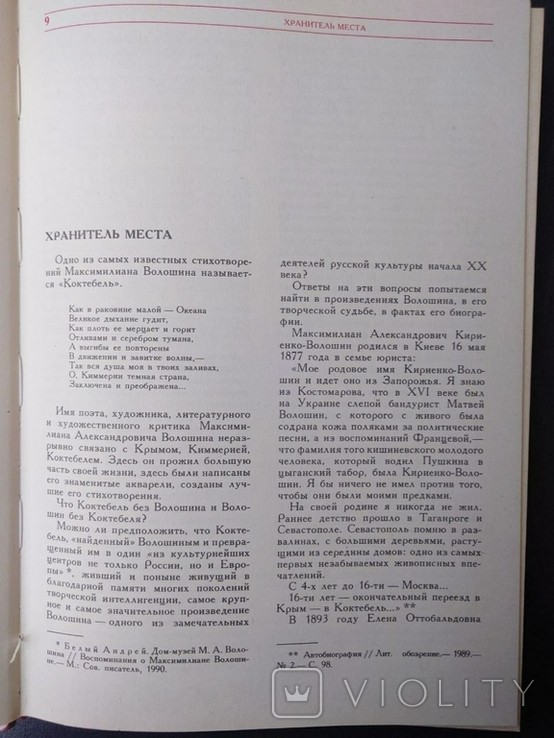 9
ХРАНИТЕЛЬ МЕСТА
ХРАНИТЕЛЬ МЕСТА
Одно из самых известных стихотворе-
ний Максимилиана Волошина называет-
ся «Коктебель».
Как в раковине малой — Океана
Великое дыхание гудит,
Как плоть ее мерцает и горит
Отливами и серебром тумана,
А выгибы ее повторены
В движении и завитке волны,—
Так вся душа моя в твоих заливах,
О, Киммерии темная страна,
Заключена и преображена...
Имя поэта, художника, литературного
и художественного критика Максими-
лиана Александровича Волошина нераз-
рывно связано с Крымом, Киммерией,
Коктебелем. Здесь он прожил большую
часть своей жизни, здесь были написаны
его знаменитые акварели, созданы луч-
шие его стихотворения.
Что Коктебель без Волошина и Воло-
шин без Коктебеля?
Можно ли предположить, что Кокте-
бель, «найденный» Волошиным и превра-
щенный им в один «из культурнейших
центров не только России, но и Евро-
пы» *, живший и поныне живущий в
благодарной памяти многих поколений
творческой интеллигенции, самое круп-
ное и самое значительное произведение
Волошина — одного из замечательных
* Белый Андрей. Дом-музей М. А. Воло-
шина // Воспоминания о Максимилиане Волоши-
не.— М.: Сов. писатель, 1990.
деятелей русской культуры начала XX
века?
Ответы на эти вопросы попытаемся
найти в произведениях Волошина, в его
творческой судьбе, в фактах его биогра-
фии.
Максимилиан Александрович Кири-
енко-Волошин родился в Киеве 16 мая
1877 года в семье юриста:
«Мое родовое имя Кириенко-Воло-
шин и идет оно из Запорожья. Я знаю
из Костомарова, что в XVI веке был
на Украине слепой бандурист Матвей
Волошин, с которого с живого была
содрана кожа поляками за политические
песни, а из воспоминаний Францевой,—
что фамилия того кишиневского молодого
человека, который водил Пушкина в
цыганский табор, была Кириенко-Воло-
шин. Я бы ничего не имел против того,
чтобы они были моими предками.
На своей родине я никогда не жил.
Раннее детство прошло в Таганроге и
Севастополе. Севастополь помню в раз-
валинах, с большими деревьями, расту-
щими из середины домов: одно из самых-
первых незабываемых живописных впе-
чатлений.
С 4-х лет до 16-ти — Москва...
16-ти лет — окончательный переезд в
Крым — в Коктебель...» **
В 1893 году Елена Оттобальдовна
** Автобиография // Лит. обозрение.— 1989.—
№ 2.— С. 98.
VIOLITY